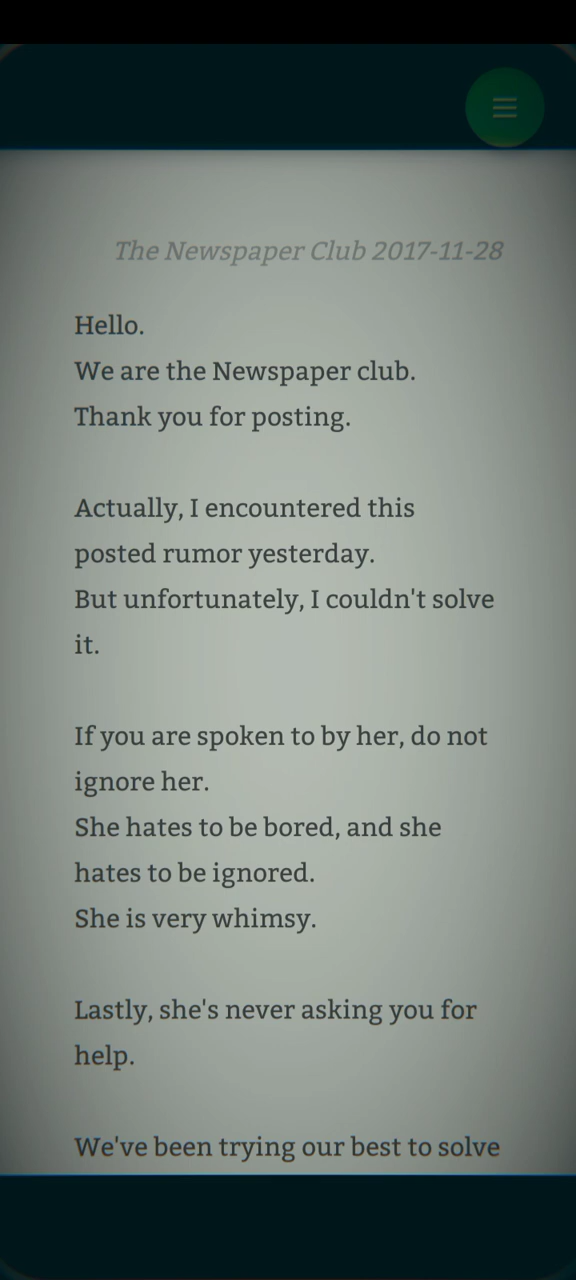 The Newspaper Club 2017-11-28
Hello.
We are the Newspaper club.
Thank you for posting.
Actually, I encountered this
posted rumor yesterday.
But unfortunately, I couldn't solve
it.
If you are spoken to by her, do not
ignore her.
She hates to be bored, and she
hates to be ignored.
She is very whimsy.
Lastly, she's never asking you for
help.
We've been trying our best to solve